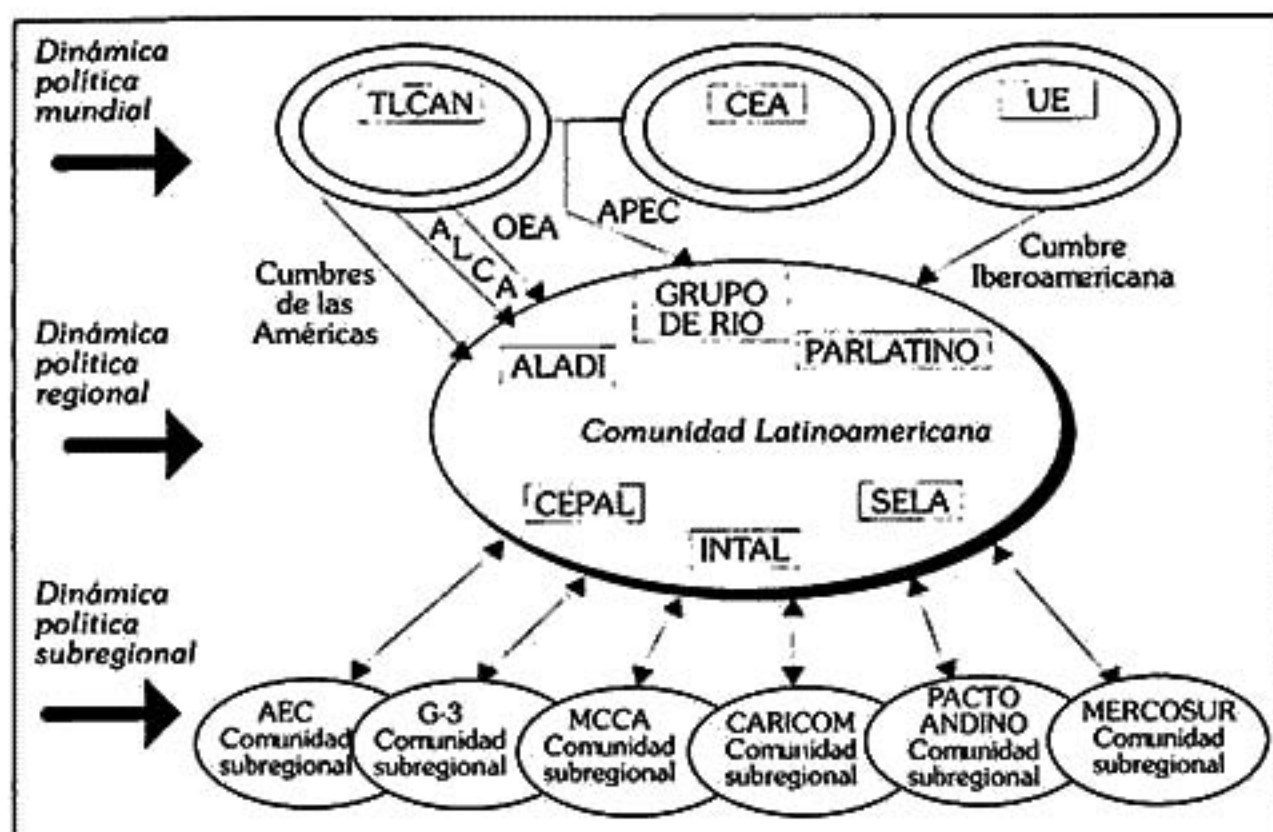 Dinámica
política
mundial
TLCAN
CEA
UE
ALCA
OEA
APEC
Cumbres
de las
Américas
Cumbre
Iberoamericana
Dinámica
política
regional
GRUPO
DE RIO
ALADI
PARLATINO
Comunidad Latinoamericana
CEPAL
SELA
INTAL
Dinámica
política
subregional
AEC
Comunidad
subregional
G-3
Comunidad
subregional
MCCA
Comunidad
subregional
CARICOM
Comunidad
subregional
PACTO
ANDINO
Comunidad
subregional
MERCOSUR
Comunidad
subregional